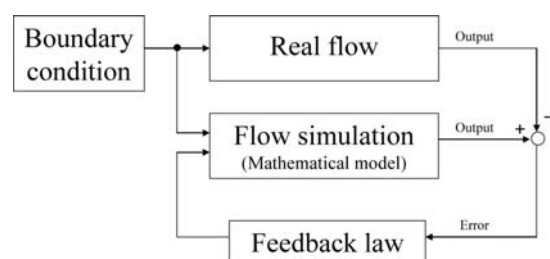 Boundary
condition
Real flow
Output
−
Flow simulation
(Mathematical model)
Output
+
Error
Feedback law